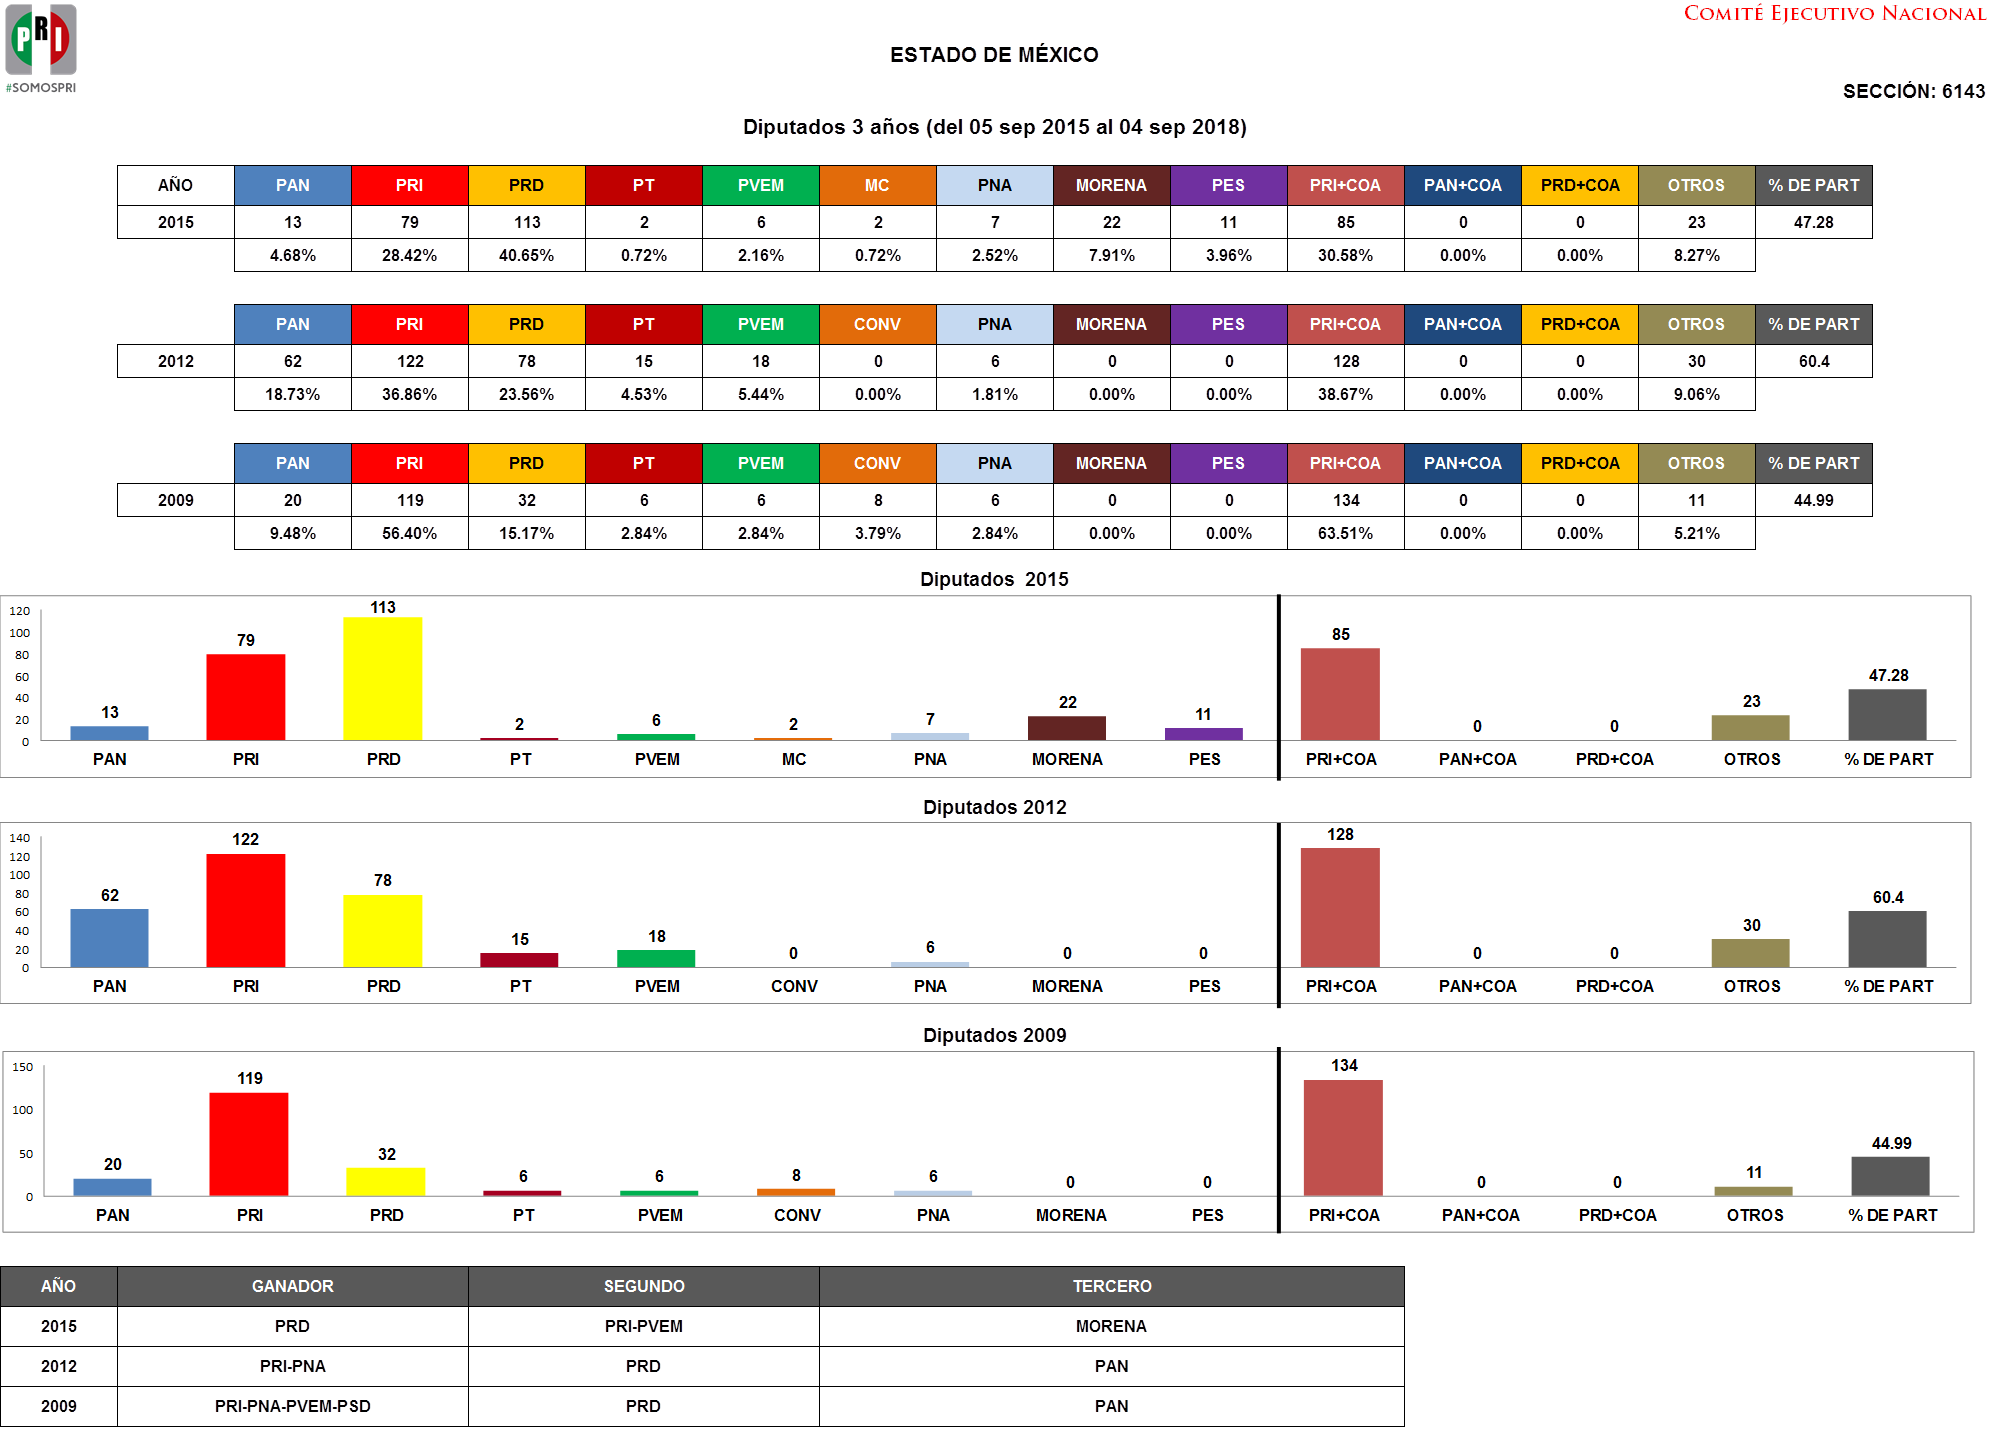 PRI
#SOMOSPRI
COMITÉ EJECUTIVO NACIONAL
ESTADO DE MÉXICO
SECCIÓN: 6143
Diputados 3 años (del 05 sep 2015 al 04 sep 2018)
AÑO PAN PRI PRD PT PVEM MC PNA MORENA PES PRI+COA PAN+COA PRD+COA OTROS % DE PART
2015 13 79 113 2 6 2 7 22 11 85 0 0 23 47.28
4.68% 28.42% 40.65% 0.72% 2.16% 0.72% 2.52% 7.91% 3.96% 30.58% 0.00% 0.00% 8.27%
PAN PRI PRD PT PVEM CONV PNA MORENA PES PRI+COA PAN+COA PRD+COA OTROS % DE PART
2012 62 122 78 15 18 0 6 0 0 128 0 0 30 60.4
18.73% 36.86% 23.56% 4.53% 5.44% 0.00% 1.81% 0.00% 0.00% 38.67% 0.00% 0.00% 9.06%
PAN PRI PRD PT PVEM CONV PNA MORENA PES PRI+COA PAN+COA PRD+COA OTROS % DE PART
2009 20 119 32 6 6 8 6 0 0 134 0 0 11 44.99
9.48% 56.40% 15.17% 2.84% 2.84% 3.79% 2.84% 0.00% 0.00% 63.51% 0.00% 0.00% 5.21%
Diputados 2015
120
100
80
60
40
20
0
13 79 113 2 6 2 7 22 11 85 0 0 23 47.28
PAN PRI PRD PT PVEM MC PNA MORENA PES PRI+COA PAN+COA PRD+COA OTROS % DE PART
Diputados 2012
140
120
100
80
60
40
20
0
62 122 78 15 18 0 6 0 0 128 0 0 30 60.4
PAN PRI PRD PT PVEM CONV PNA MORENA PES PRI+COA PAN+COA PRD+COA OTROS % DE PART
Diputados 2009
150
100
50
0
20 119 32 6 6 8 6 0 0 134 0 0 11 44.99
PAN PRI PRD PT PVEM CONV PNA MORENA PES PRI+COA PAN+COA PRD+COA OTROS % DE PART
AÑO GANADOR SEGUNDO TERCERO
2015 PRD PRI-PVEM MORENA
2012 PRI-PNA PRD PAN
2009 PRI-PNA-PVEM-PSD PRD PAN